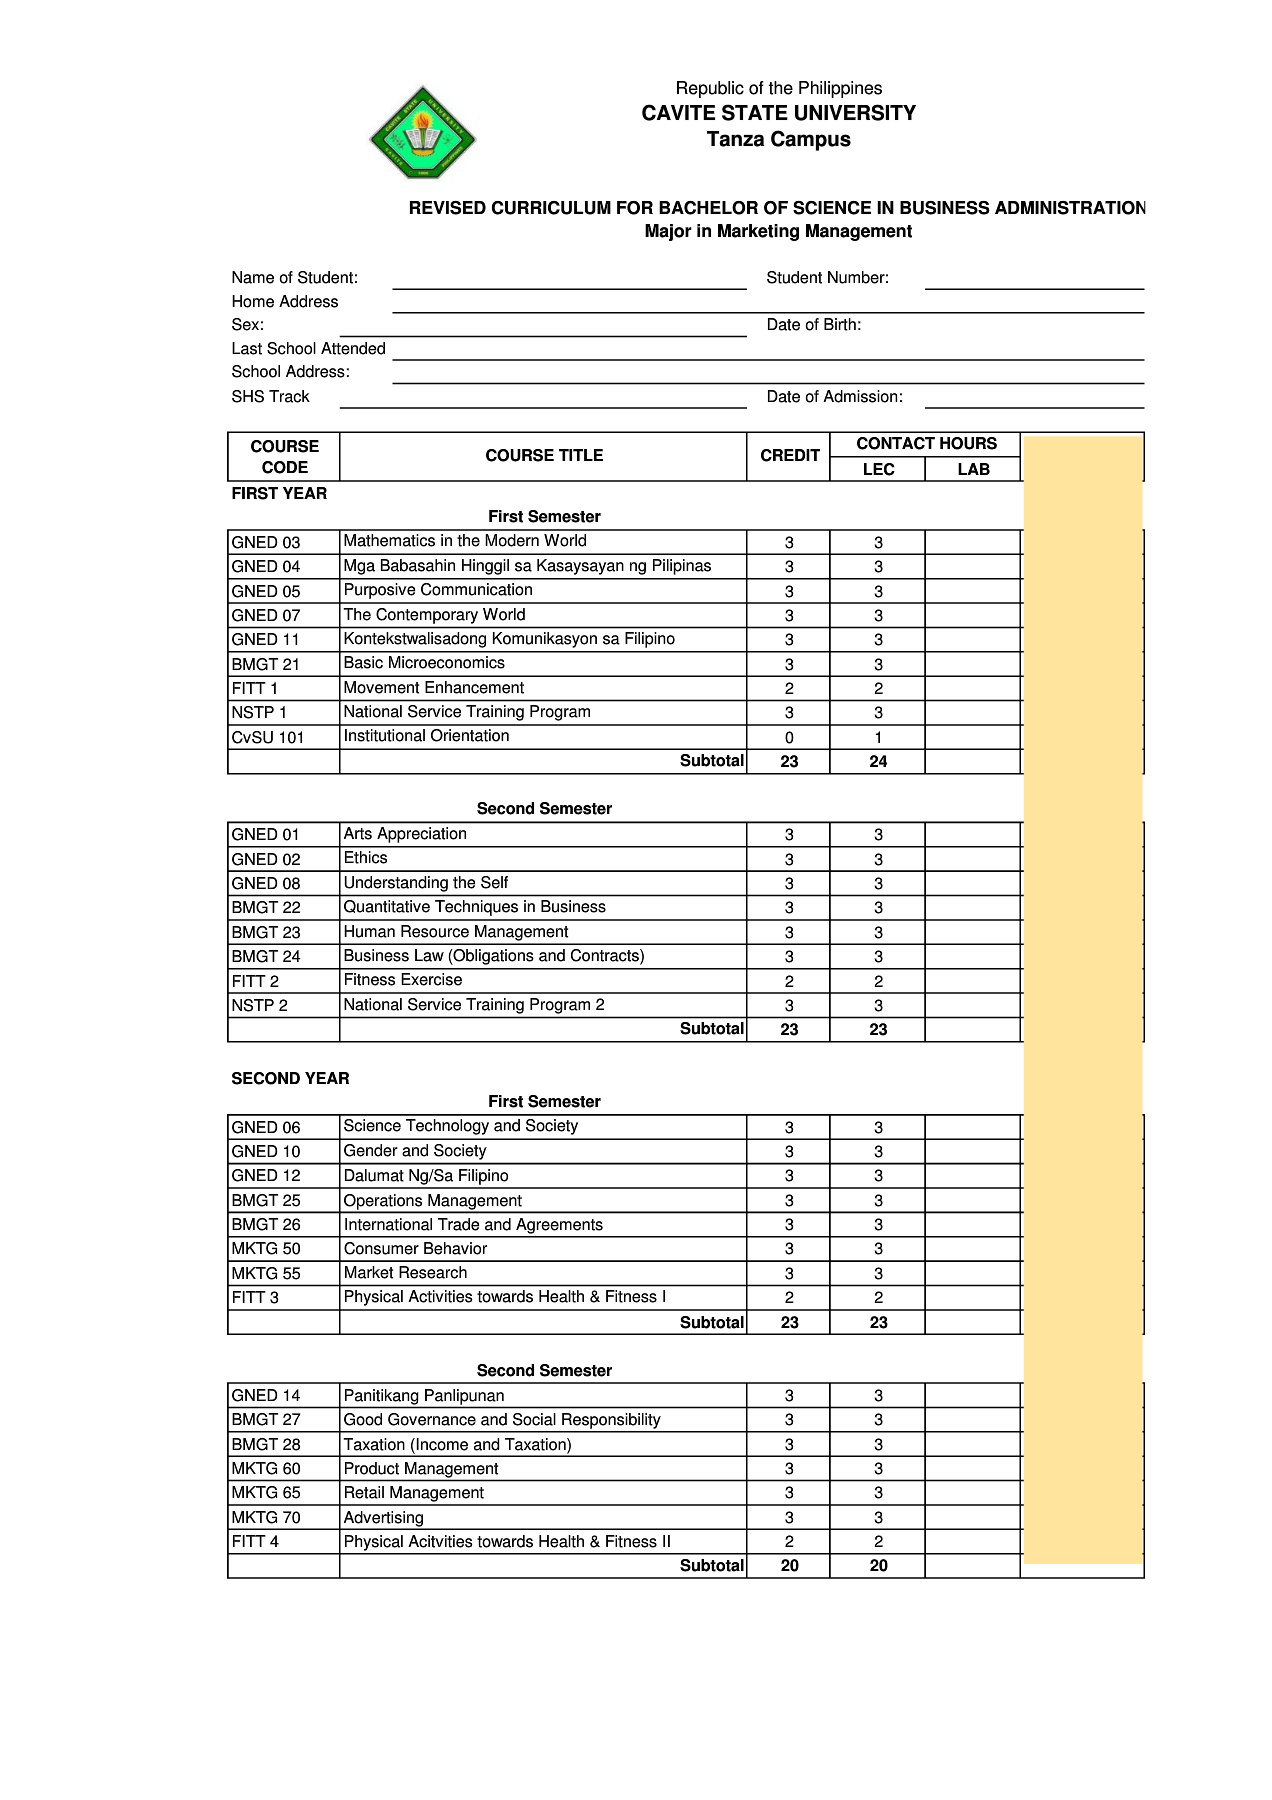 Republic of the Philippines
CAVITE STATE UNIVERSITY
Tanza Campus
CAVITE STATE UNIVERSITY
REVISED CURRICULUM FOR BACHELOR OF SCIENCE IN BUSINESS ADMINISTRATION
Major in Marketing Management
Name of Student: Student Number:
Home Address
Sex: Date of Birth:
Last School Attended
School Address:
SHS Track Date of Admission:
COURSE CODE COURSE TITLE CREDIT CONTACT HOURS
LEC LAB
FIRST YEAR
First Semester
GNED 03 Mathematics in the Modern World 3 3
GNED 04 Mga Babasahin Hinggil sa Kasaysayan ng Pilipinas 3 3
GNED 05 Purposive Communication 3 3
GNED 07 The Contemporary World 3 3
GNED 11 Kontekstwalisadong Komunikasyon sa Filipino 3 3
BMGT 21 Basic Microeconomics 3 3
FITT 1 Movement Enhancement 2 2
NSTP 1 National Service Training Program 3 3
CvSU 101 Institutional Orientation 0 1
Subtotal 23 24
Second Semester
GNED 01 Arts Appreciation 3 3
GNED 02 Ethics 3 3
GNED 08 Understanding the Self 3 3
BMGT 22 Quantitative Techniques in Business 3 3
BMGT 23 Human Resource Management 3 3
BMGT 24 Business Law (Obligations and Contracts) 3 3
FITT 2 Fitness Exercise 2 2
NSTP 2 National Service Training Program 2 3 3
Subtotal 23 23
SECOND YEAR
First Semester
GNED 06 Science Technology and Society 3 3
GNED 10 Gender and Society 3 3
GNED 12 Dalumat Ng/Sa Filipino 3 3
BMGT 25 Operations Management 3 3
BMGT 26 International Trade and Agreements 3 3
MKTG 50 Consumer Behavior 3 3
MKTG 55 Market Research 3 3
FITT 3 Physical Activities towards Health & Fitness I 2 2
Subtotal 23 23
Second Semester
GNED 14 Panitikang Panlipunan 3 3
BMGT 27 Good Governance and Social Responsibility 3 3
BMGT 28 Taxation (Income and Taxation) 3 3
MKTG 60 Product Management 3 3
MKTG 65 Retail Management 3 3
MKTG 70 Advertising 3 3
FITT 4 Physical Acitvities towards Health & Fitness II 2 2
Subtotal 20 20